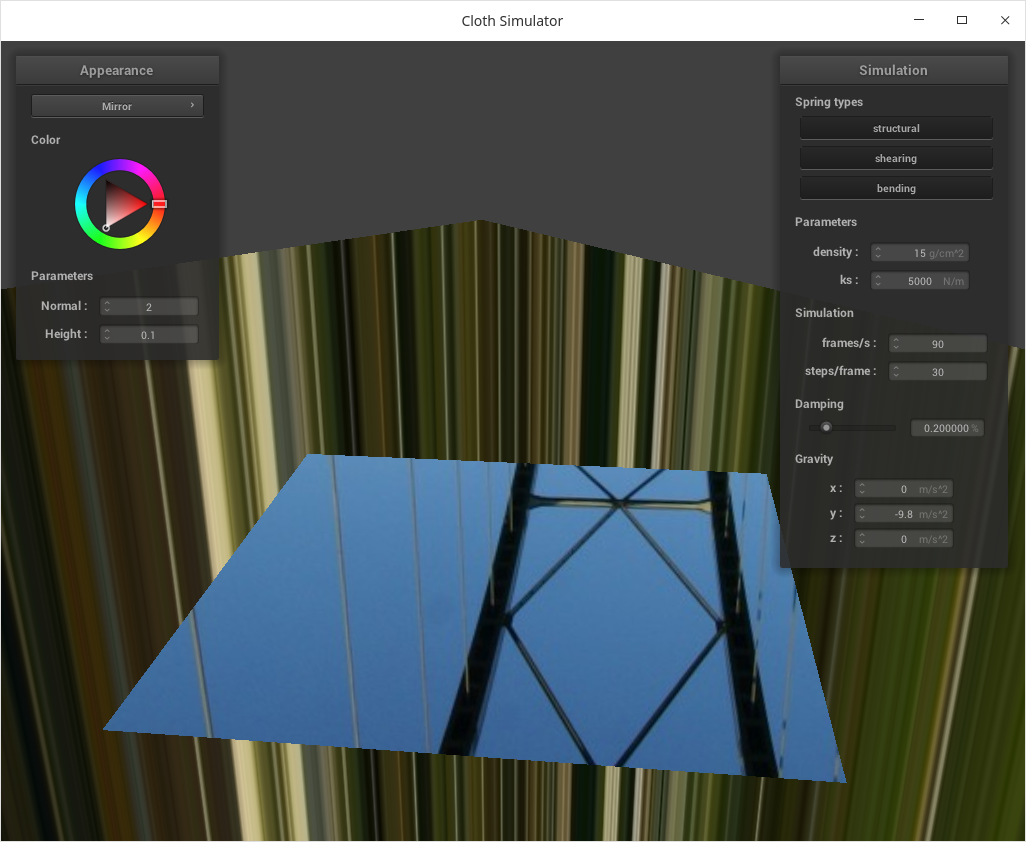 Cloth Simulator
Appearance
Mirror
Color
Parameters
Normal : 2
Height : 0.1
Simulation
Spring types
structural
shearing
bending
Parameters
density : 15 g/cm^2
ks : 5000 N/m
Simulation
frames/s : 90
steps/frame : 30
Damping
0.200000 %
Gravity
x : 0 m/s^2
y : -9.8 m/s^2
z : 0 m/s^2